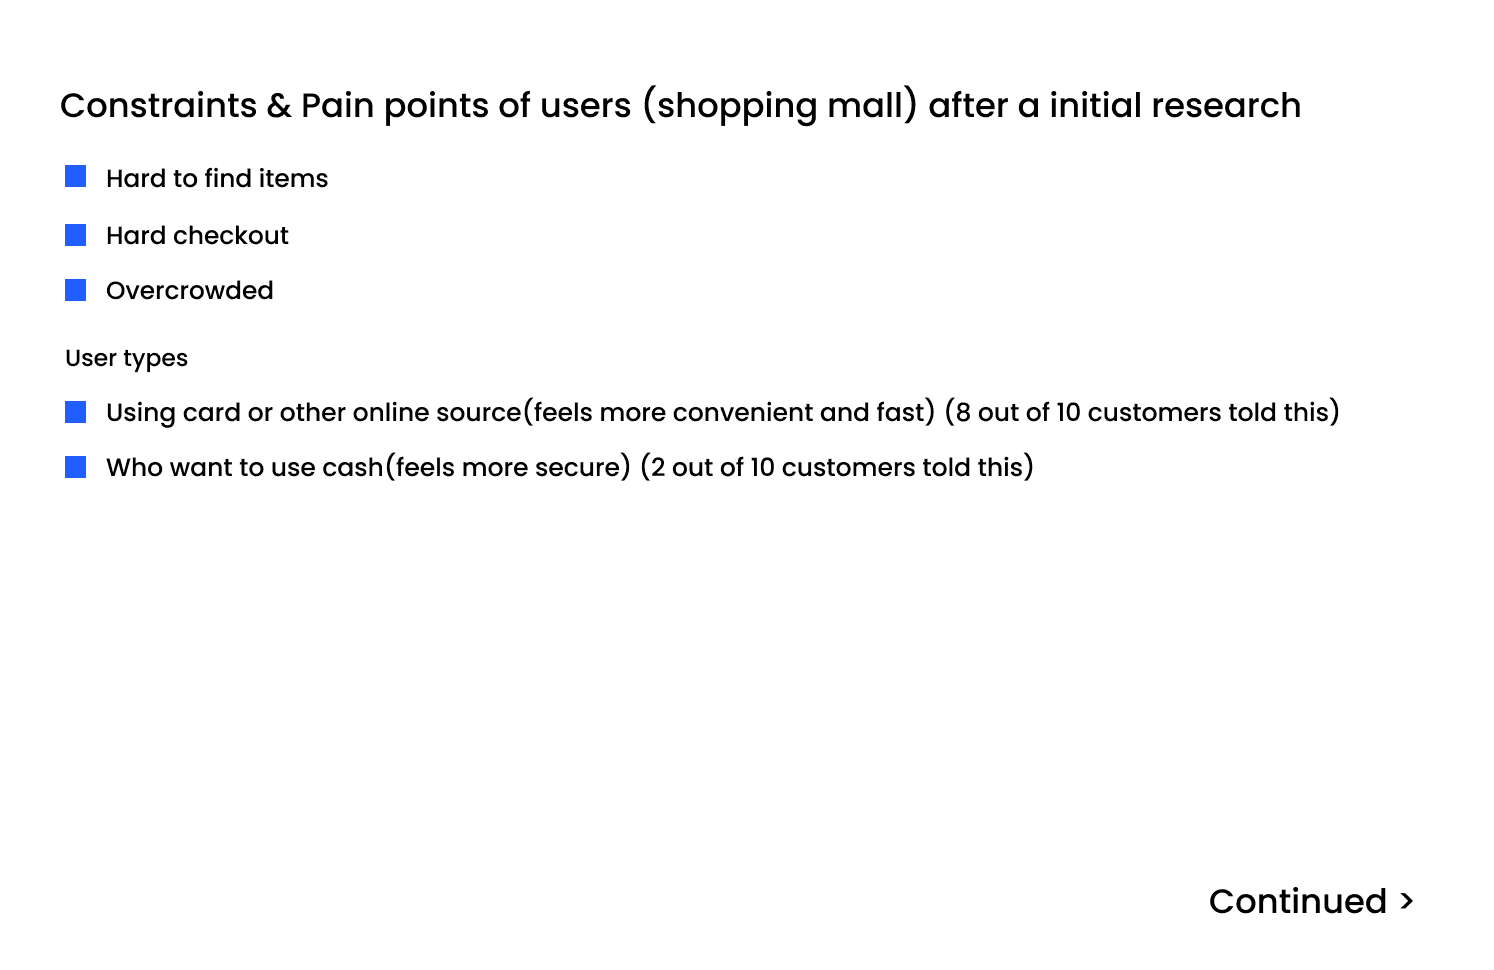 Constraints & Pain points of users (shopping mall) after a initial research
Hard to find items
Hard checkout
Overcrowded
User types
Using card or other online source(feels more convenient and fast) (8 out of 10 customers told this)
Who want to use cash(feels more secure) (2 out of 10 customers told this)
Continued >